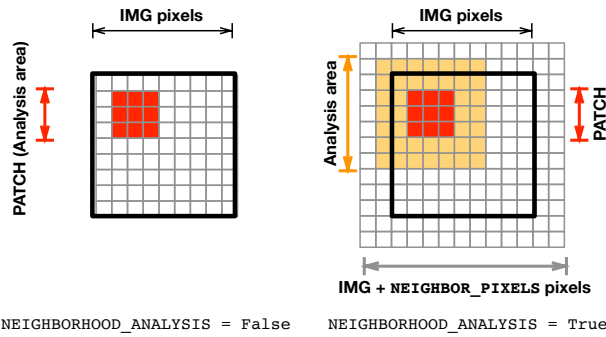 IMG pixels
PATCH (Analysis area)
NEIGHBORHOOD_ANALYSIS = False
IMG pixels
Analysis area
PATCH
IMG + NEIGHBOR_PIXELS pixels
NEIGHBORHOOD_ANALYSIS = True